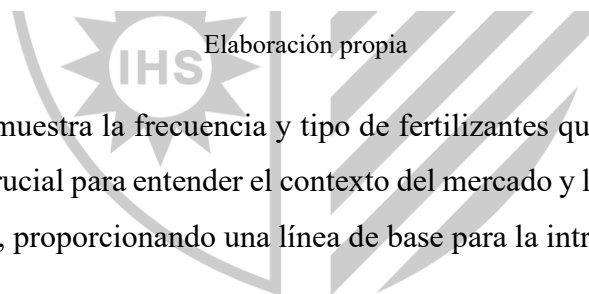 Elaboración propia
IHS
muestra la frecuencia y tipo de fertilizantes qu
rucial para entender el contexto del mercado y l
, proporcionando una línea de base para la intr